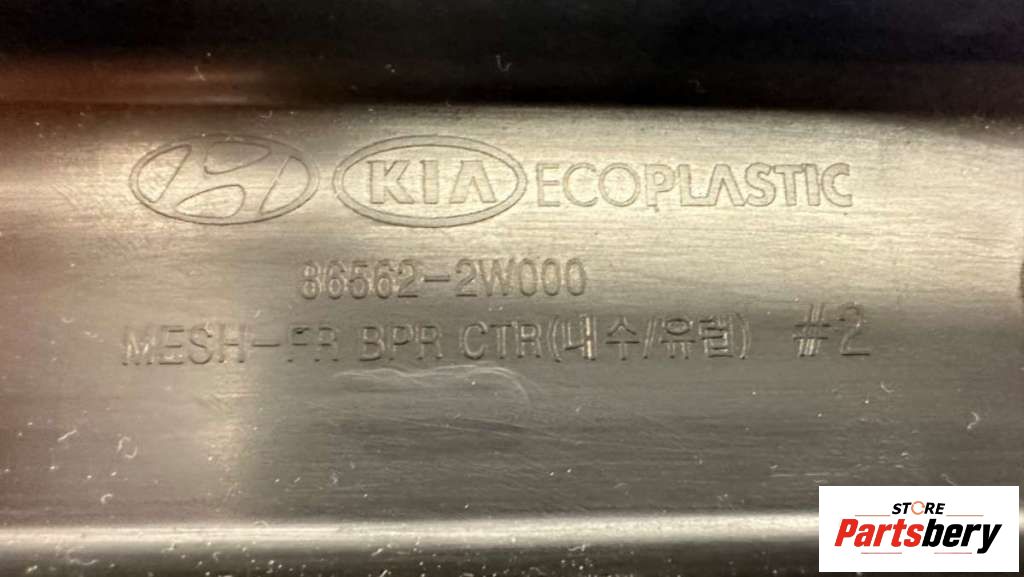 KIA ECOPLASTIC
86562-2W000
MESH-FR BPR CTR(내수/유럽) #2
STORE
Partsbery